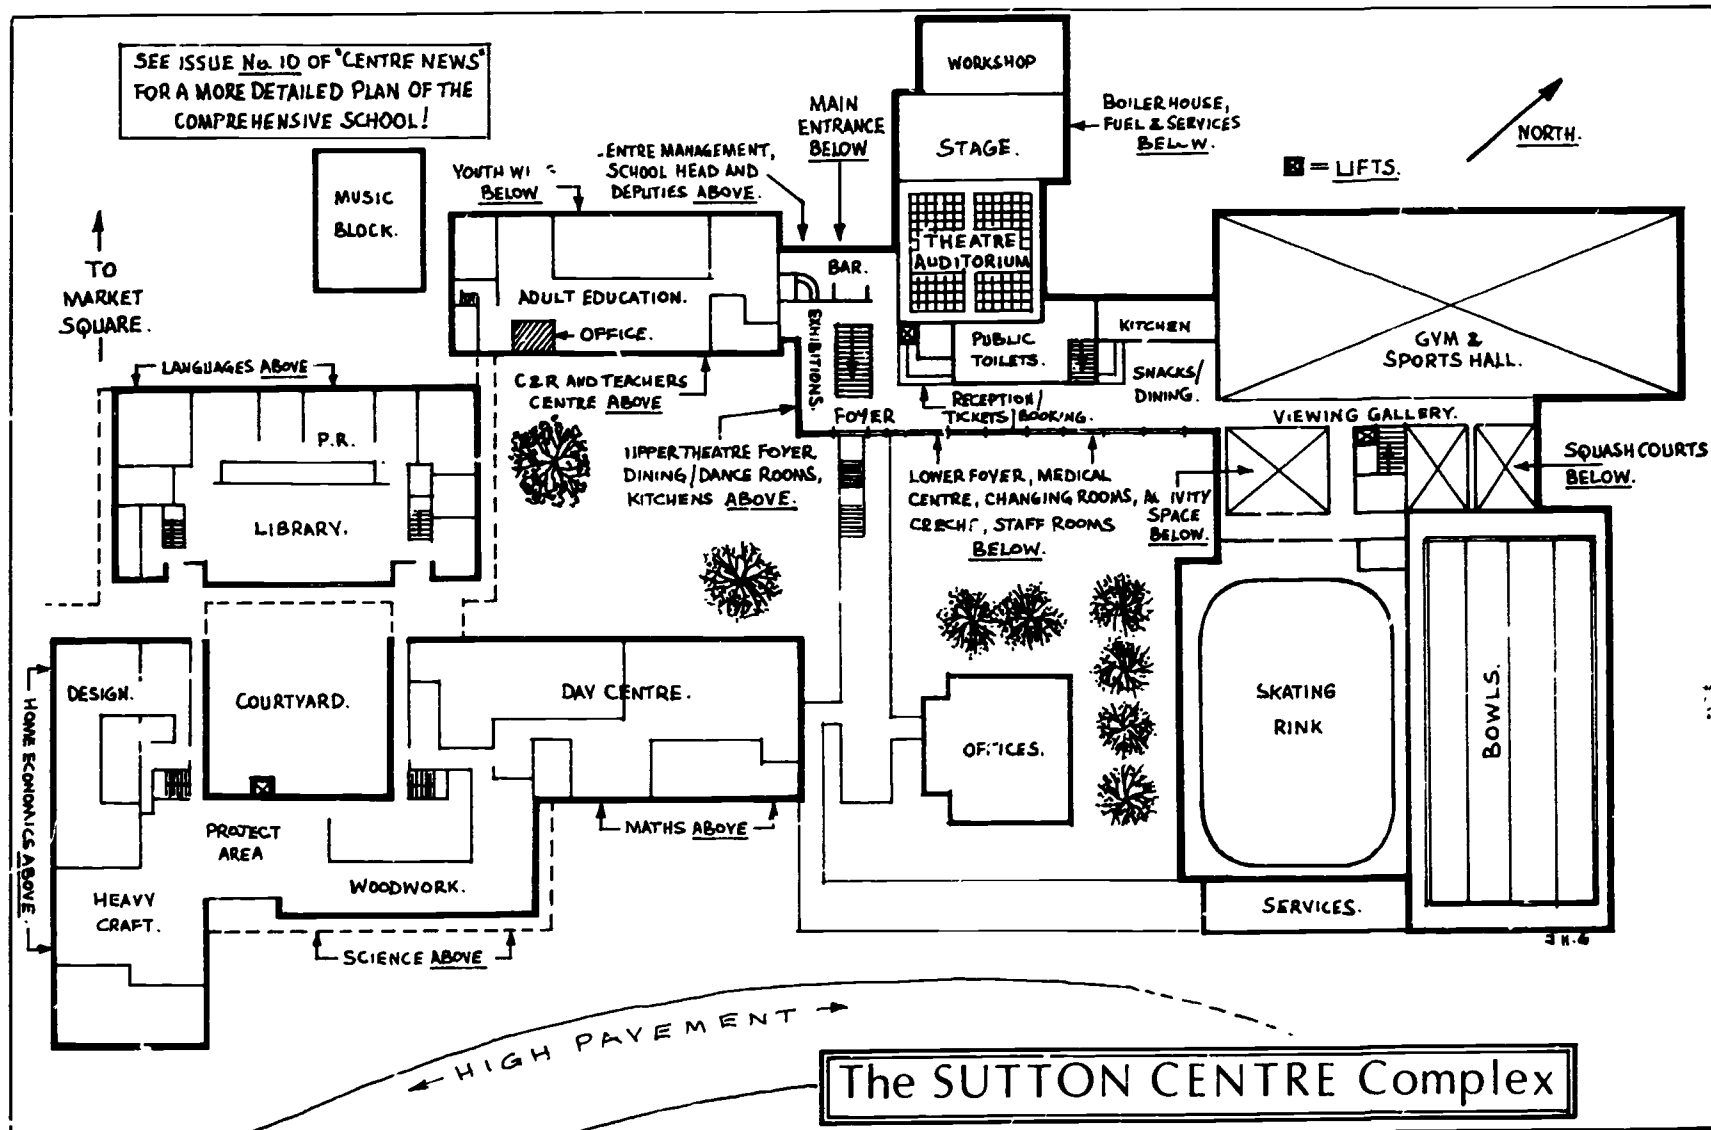 SEE ISSUE No. 10 OF "CENTRE NEWS"
FOR A MORE DETAILED PLAN OF THE
COMPREHENSIVE SCHOOL!
WORKSHOP
STAGE.
BOILER HOUSE,
FUEL & SERVICES
BELOW.
NORTH.
= LIFTS.
MAIN
ENTRANCE
BELOW
MANAGEMENT,
SCHOOL HEAD AND
DEPUTIES ABOVE.
YOUTH
BELOW
MUSIC
BLOCK.
TO
MARKET
SQUARE.
THEATRE
AUDITORIUM
BAR.
ADULT EDUCATION.
OFFICE.
EXHIBITIONS.
PUBLIC
TOILETS.
KITCHEN
GYM &
SPORTS HALL.
LANGUAGES ABOVE
C&R AND TEACHERS
CENTRE ABOVE
SNACKS/
DINING.
RECEPTION/
TICKETS/BOOKING.
FOYER
VIEWING GALLERY.
P.R.
LIBRARY.
UPPER THEATRE FOYER
DINING/DANCE ROOMS,
KITCHENS ABOVE.
LOWER FOYER, MEDICAL
CENTRE, CHANGING ROOMS,
STAFF ROOMS
BELOW.
SPACE
BELOW.
SQUASH COURTS
BELOW.
DESIGN.
COURTYARD.
DAY CENTRE.
OFFICES.
SKATING
RINK
BOWLS.
HOME ECONOMICS ABOVE.
PROJECT
AREA
MATHS ABOVE
WOODWORK.
HEAVY
CRAFT.
SCIENCE ABOVE
SERVICES.
HIGH PAVEMENT
The SUTTON CENTRE Complex